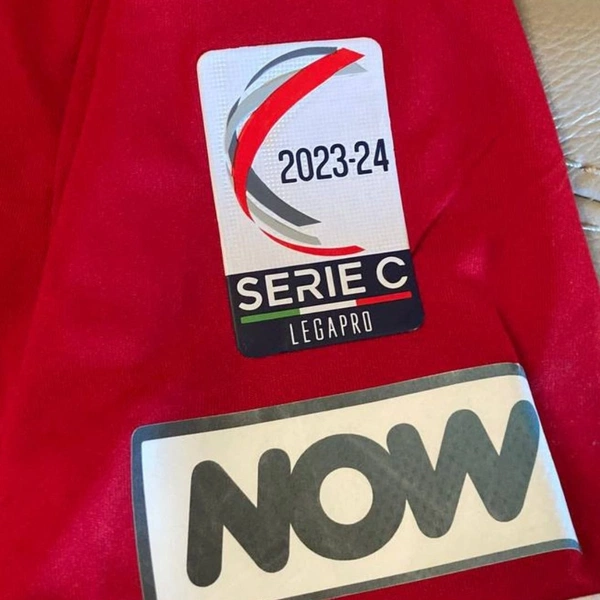 2023-24
SERIE C
LEGAPRO
NOW